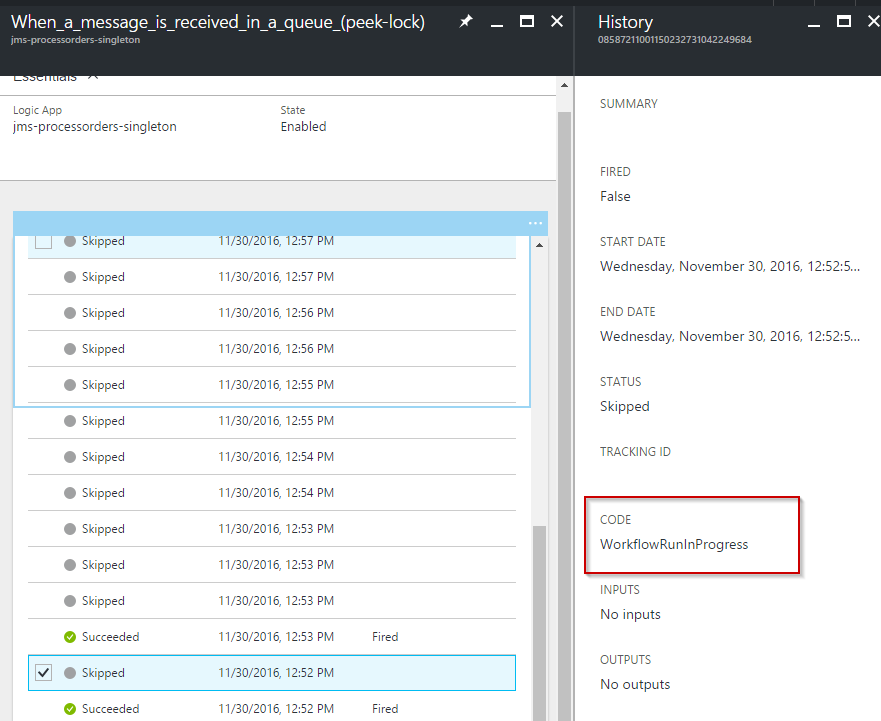 When_a_message_is_received_in_a_queue_(peek-lock)
jms-processorders-singleton
Essentials
Logic App
jms-processorders-singleton
State
Enabled
Skipped 11/30/2016, 12:57 PM
Skipped 11/30/2016, 12:57 PM
Skipped 11/30/2016, 12:56 PM
Skipped 11/30/2016, 12:56 PM
Skipped 11/30/2016, 12:55 PM
Skipped 11/30/2016, 12:55 PM
Skipped 11/30/2016, 12:54 PM
Skipped 11/30/2016, 12:54 PM
Skipped 11/30/2016, 12:53 PM
Skipped 11/30/2016, 12:53 PM
Skipped 11/30/2016, 12:53 PM
Succeeded 11/30/2016, 12:53 PM Fired
Skipped 11/30/2016, 12:52 PM
Succeeded 11/30/2016, 12:52 PM Fired
History
08587211001150232731042249684
SUMMARY
FIRED
False
START DATE
Wednesday, November 30, 2016, 12:52:5...
END DATE
Wednesday, November 30, 2016, 12:52:5...
STATUS
Skipped
TRACKING ID
CODE
WorkflowRunInProgress
INPUTS
No inputs
OUTPUTS
No outputs